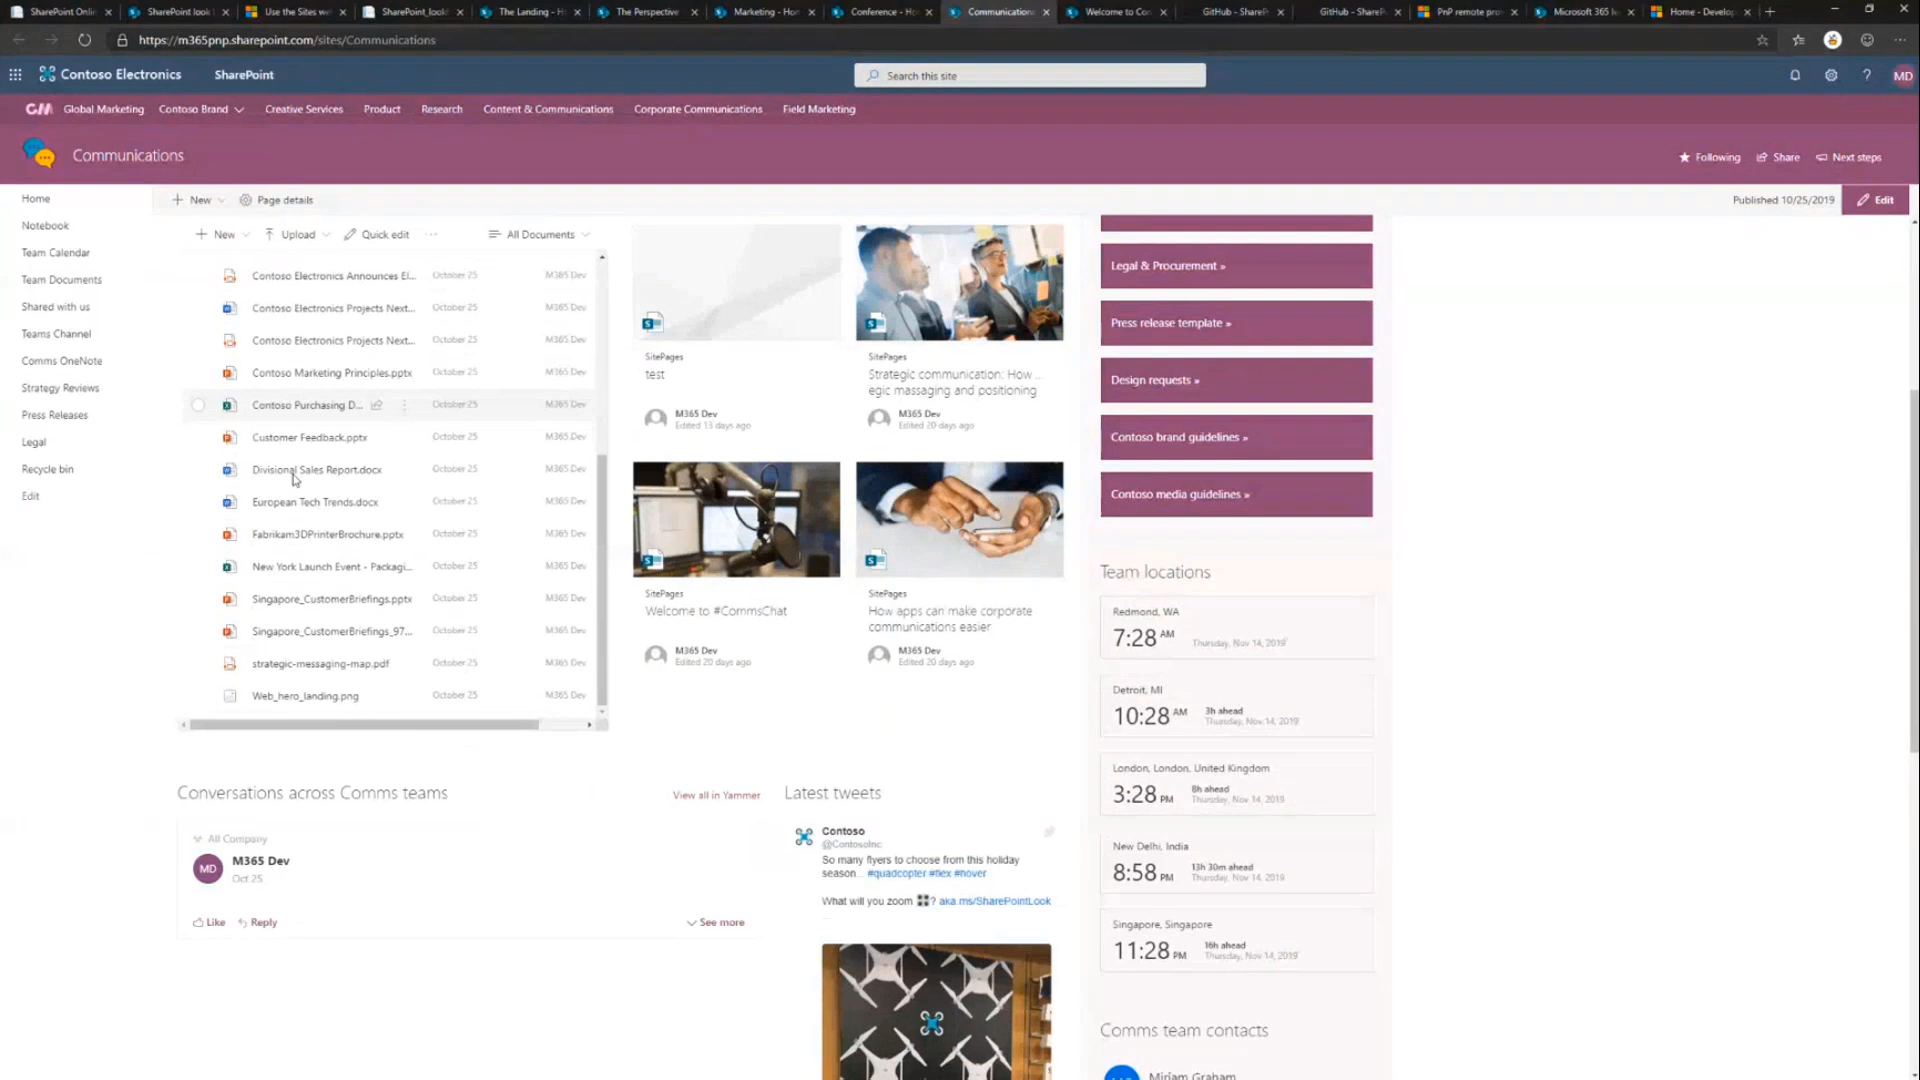 SharePoint Onlin
SharePoint look
Use the Sites we
SharePoint_look
The Landing - H
The Perspective
Marketing - Hom
Conference - Ho
Communication
Welcome to Con
GitHub - ShareP
GitHub - ShareP
PnP remote pro
Microsoft 365 le
Home - Develop
https://m365pnp.sharepoint.com/sites/Communications
Contoso Electronics
SharePoint
Search this site
MD
GM Global Marketing
Contoso Brand
Creative Services
Product
Research
Content & Communications
Corporate Communications
Field Marketing
Communications
Following
Share
Next steps
Home
Notebook
Team Calendar
Team Documents
Shared with us
Teams Channel
Comms OneNote
Strategy Reviews
Press Releases
Legal
Recycle bin
Edit
New
Page details
Published 10/25/2019
Edit
New
Upload
Quick edit
All Documents
Contoso Electronics Announces El... October 25 M365 Dev
Contoso Electronics Projects Next... October 25 M365 Dev
Contoso Electronics Projects Next... October 25 M365 Dev
Contoso Marketing Principles.pptx October 25 M365 Dev
Contoso Purchasing D... October 25 M365 Dev
Customer Feedback.pptx October 25 M365 Dev
Divisional Sales Report.docx October 25 M365 Dev
European Tech Trends.docx October 25 M365 Dev
Fabrikam3DPrinterBrochure.pptx October 25 M365 Dev
New York Launch Event - Packagi... October 25 M365 Dev
Singapore_CustomerBriefings.pptx October 25 M365 Dev
Singapore_CustomerBriefings_97... October 25 M365 Dev
strategic-messaging-map.pdf October 25 M365 Dev
Web_hero_landing.png October 25 M365 Dev
SitePages
test
M365 Dev
Edited 13 days ago
SitePages
Strategic communication: How ...
egic massaging and positioning
M365 Dev
Edited 20 days ago
SitePages
Welcome to #CommsChat
M365 Dev
Edited 20 days ago
SitePages
How apps can make corporate
communications easier
M365 Dev
Edited 20 days ago
Legal & Procurement »
Press release template »
Design requests »
Contoso brand guidelines »
Contoso media guidelines »
Team locations
Redmond, WA
7:28 AM Thursday, Nov 14, 2019
Detroit, MI
10:28 AM
3h ahead
Thursday, Nov 14, 2019
London, London, United Kingdom
3:28 PM
8h ahead
Thursday, Nov 14, 2019
New Delhi, India
8:58 PM
13h 30m ahead
Thursday, Nov 14, 2019
Singapore, Singapore
11:28 PM
16h ahead
Thursday, Nov 14, 2019
Comms team contacts
Miriam Graham
Conversations across Comms teams
View all in Yammer
All Company
MD
M365 Dev
Oct 25
Like
Reply
See more
Latest tweets
Contoso
@ContosoInc
So many flyers to choose from this holiday
season... #quadcopter #flex #hover
What will you zoom ? aka.ms/SharePointLook